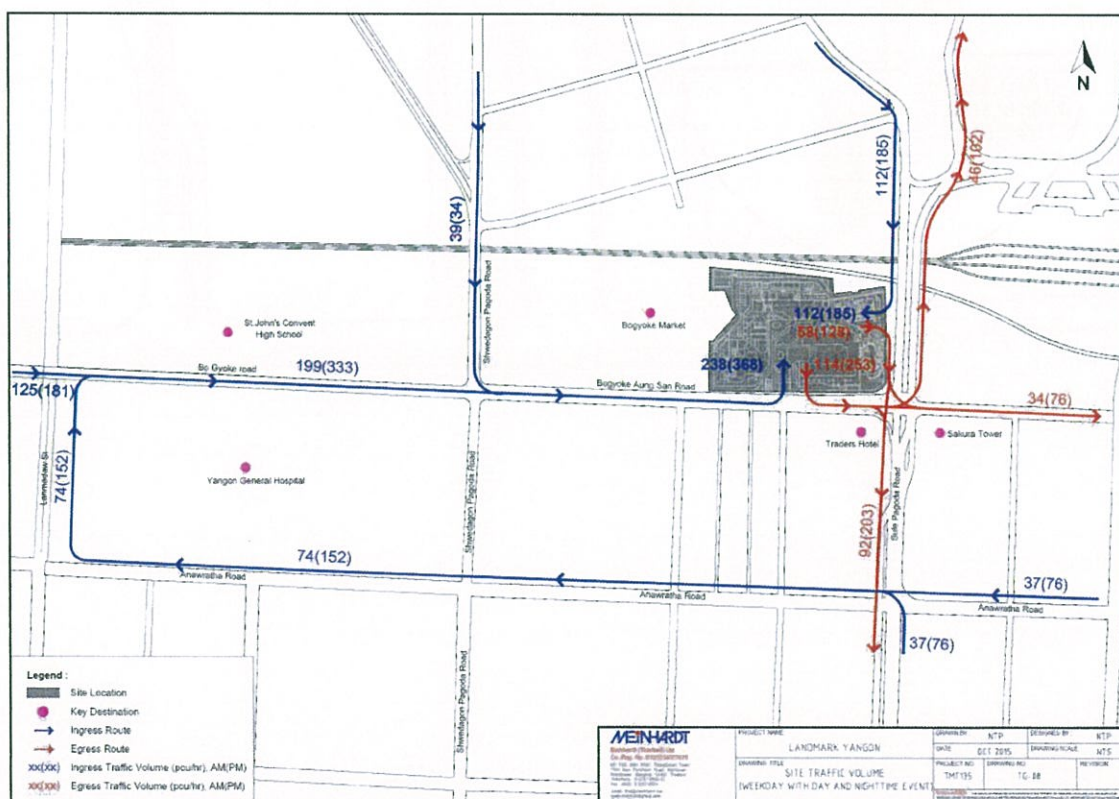 N
112(185)
46(102)
39(34)
Shwedagon Pagoda Road
St.John's Convent
High School
Bogyoke Market
112(185)
58(128)
Bo Gyoke road
199(333)
238(368)
114(253)
125(181)
Bogyoke Aung San Road
34(76)
Traders Hotel
Sakura Tower
Lanmadaw St.
74(152)
Yangon General Hospital
Shwedagon Pagoda Road
Sule Pagoda Road
92(203)
74(152)
37(76)
Anawratha Road
Anawratha Road
Anawratha Road
37(76)
Shwedagon Pagoda Road
Legend :
Site Location
Key Destination
Ingress Route
Egress Route
xx(xx) Ingress Traffic Volume (pcu/hr), AM(PM)
xx(xx) Egress Traffic Volume (pcu/hr), AM(PM)
MEINHARDT
Meinhardt (Thailand) Ltd
PROJECT NAME
LANDMARK YANGON
DRAWING TITLE
SITE TRAFFIC VOLUME
(WEEKDAY WITH DAY AND NIGHTTIME EVENT)
DRAWN BY NTP
DESIGNED BY NTP
DATE OCT 2015
DRAWING SCALE NTS
PROJECT NO. TMT195
DRAWING NO. TG-08
REVISION